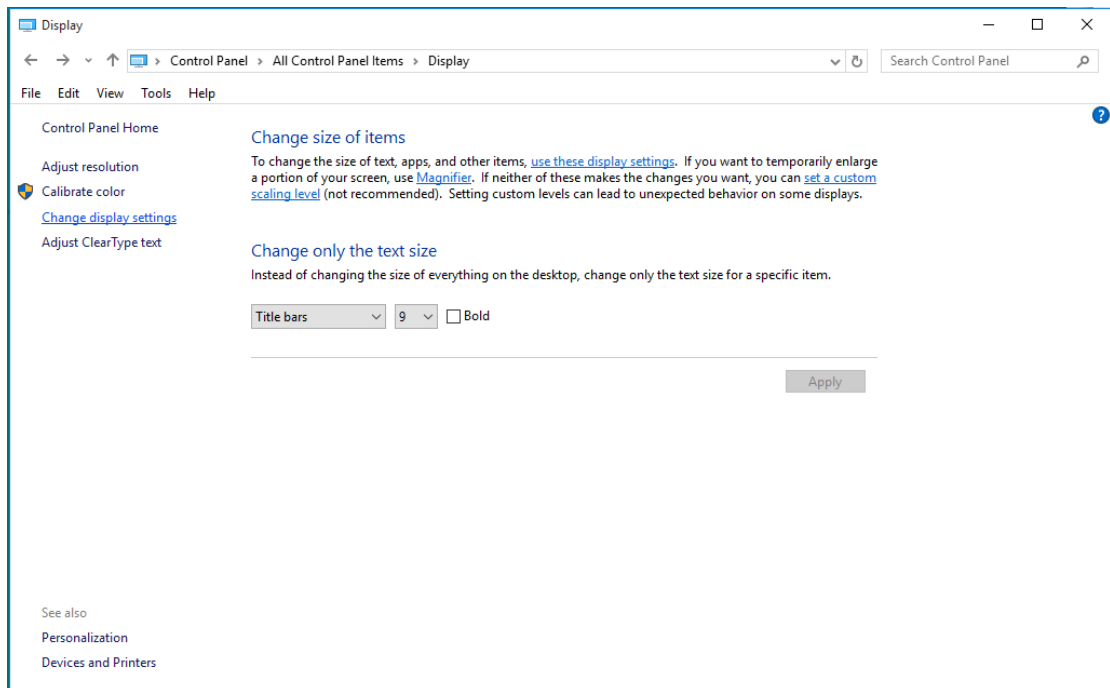 Display
Control Panel > All Control Panel Items > Display
Search Control Panel
File Edit View Tools Help
Control Panel Home
Adjust resolution
Calibrate color
Change display settings
Adjust ClearType text
Change size of items
To change the size of text, apps, and other items, use these display settings. If you want to temporarily enlarge
a portion of your screen, use Magnifier. If neither of these makes the changes you want, you can set a custom
scaling level (not recommended). Setting custom levels can lead to unexpected behavior on some displays.
Change only the text size
Instead of changing the size of everything on the desktop, change only the text size for a specific item.
Title bars 9 Bold
Apply
See also
Personalization
Devices and Printers